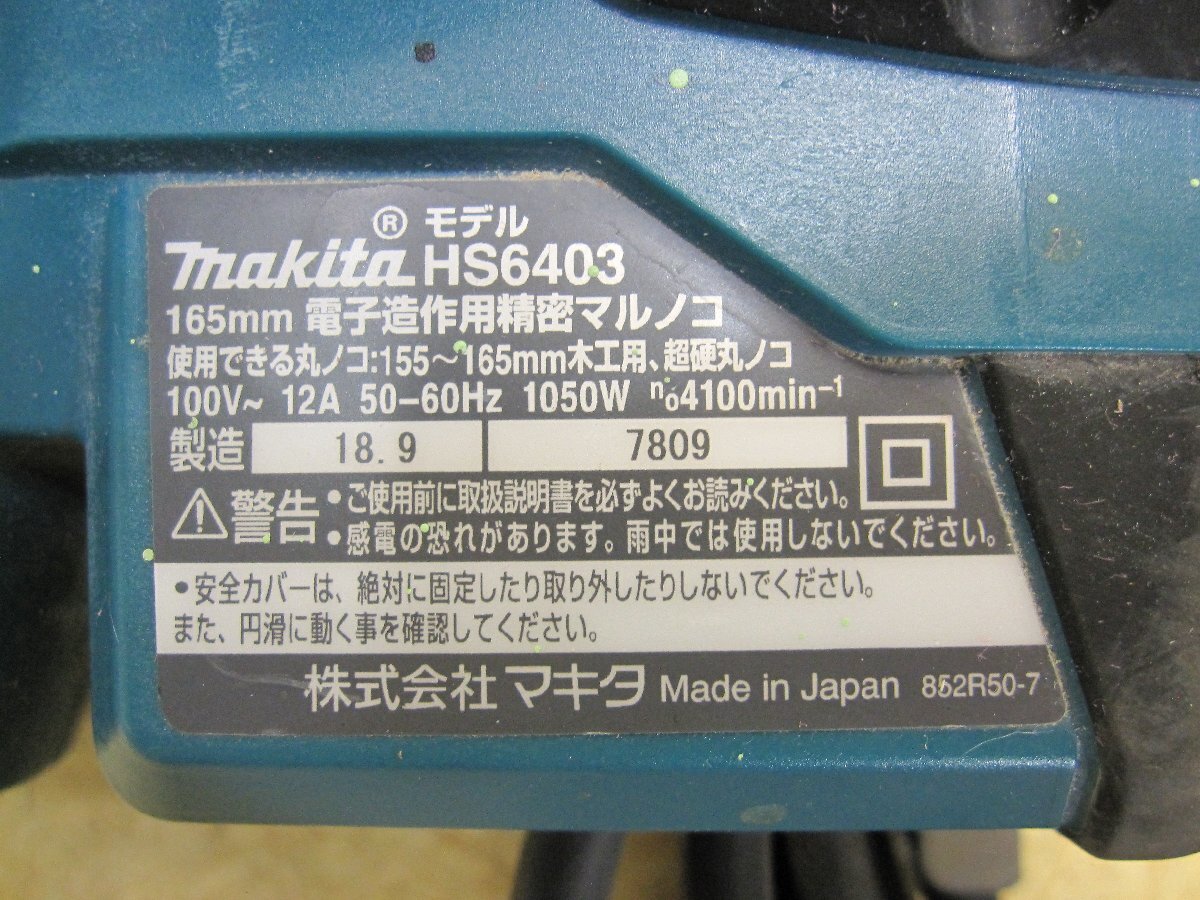 ® モデル
makita HS6403
165mm 電子造作用精密マルノコ
使用できる丸ノコ:155～165mm木工用、超硬丸ノコ
100V~ 12A 50-60Hz 1050W n₀4100min⁻¹
製造 18.9 7809
警告 •ご使用前に取扱説明書を必ずよくお読みください。
•感電の恐れがあります。雨中では使用しないでください。
•安全カバーは、絶対に固定したり取り外したりしないでください。
また、円滑に動く事を確認してください。
株式会社 マキタ Made in Japan 852R50-7